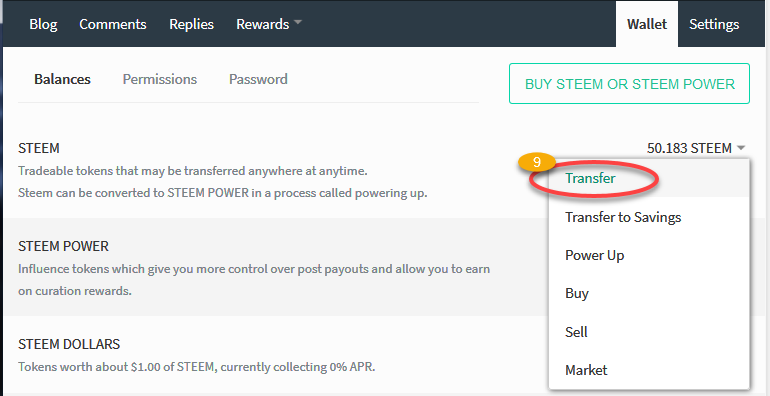 Blog Comments Replies Rewards Wallet Settings
Balances Permissions Password BUY STEEM OR STEEM POWER
STEEM 50.183 STEEM
9
Tradeable tokens that may be transferred anywhere at anytime.
Transfer
Steem can be converted to STEEM POWER in a process called powering up.
Transfer to Savings
STEEM POWER
Power Up
Influence tokens which give you more control over post payouts and allow you to earn
on curation rewards.
Buy
Sell
STEEM DOLLARS
Tokens worth about $1.00 of STEEM, currently collecting 0% APR.
Market